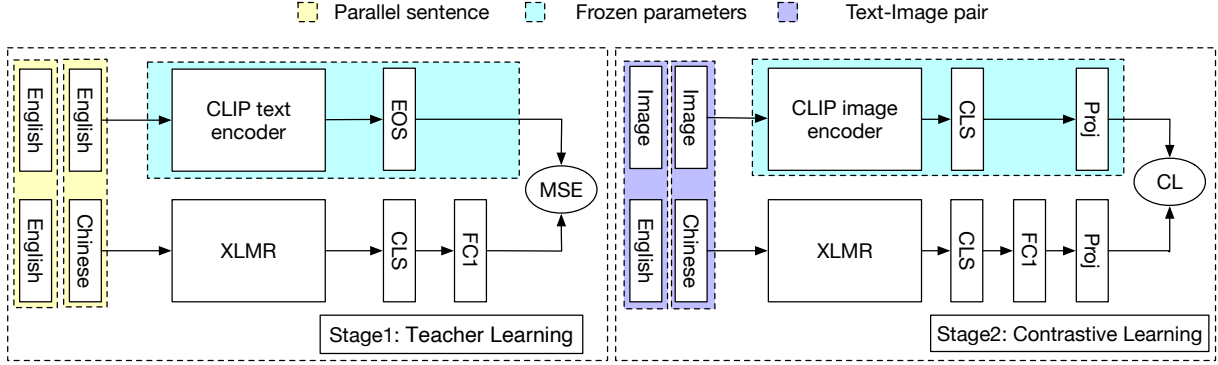 Parallel sentence
Frozen parameters
Text-Image pair
English
English
CLIP text
encoder
EOS
MSE
English
Chinese
XLMR
CLS
FC1
Stage1: Teacher Learning
Image
Image
CLIP image
encoder
CLS
Proj
CL
English
Chinese
XLMR
CLS
FC1
Proj
Stage2: Contrastive Learning